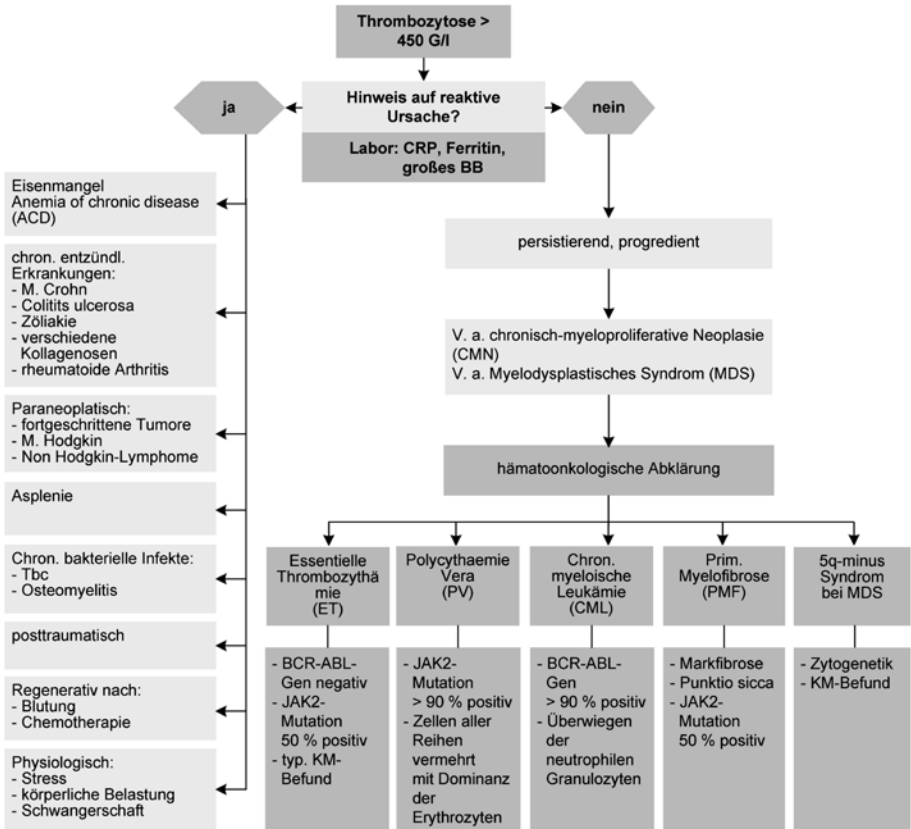 Thrombozytose >
450 G/l
ja
Hinweis auf reaktive
Ursache?
nein
Labor: CRP, Ferritin,
großes BB
Eisenmangel
Anemia of chronic disease
(ACD)
chron. entzündl.
Erkrankungen:
- M. Crohn
- Colitits ulcerosa
- Zöliakie
- verschiedene
Kollagenosen
- rheumatoide Arthritis
Paraneoplatisch:
- fortgeschrittene Tumore
- M. Hodgkin
- Non Hodgkin-Lymphome
Asplenie
Chron. bakterielle Infekte:
- Tbc
- Osteomyelitis
posttraumatisch
Regenerativ nach:
- Blutung
- Chemotherapie
Physiologisch:
- Stress
- körperliche Belastung
- Schwangerschaft
persistierend, progredient
V. a. chronisch-myeloproliferative Neoplasie
(CMN)
V. a. Myelodysplastisches Syndrom (MDS)
hämatoonkologische Abklärung
Essentielle
Thrombozythä
mie
(ET)
- BCR-ABL-
Gen negativ
- JAK2-
Mutation
50 % positiv
- typ. KM-
Befund
Polycythaemie
Vera
(PV)
- JAK2-
Mutation
> 90 % positiv
- Zellen aller
Reihen
vermehrt
mit Dominanz
der
Erythrozyten
Chron.
myeloische
Leukämie
(CML)
- BCR-ABL-
Gen
> 90 % positiv
- Überwiegen
der
neutrophilen
Granulozyten
Prim.
Myelofibrose
(PMF)
- Markfibrose
- Punktio sicca
- JAK2-
Mutation
50 % positiv
5q-minus
Syndrom
bei MDS
- Zytogenetik
- KM-Befund